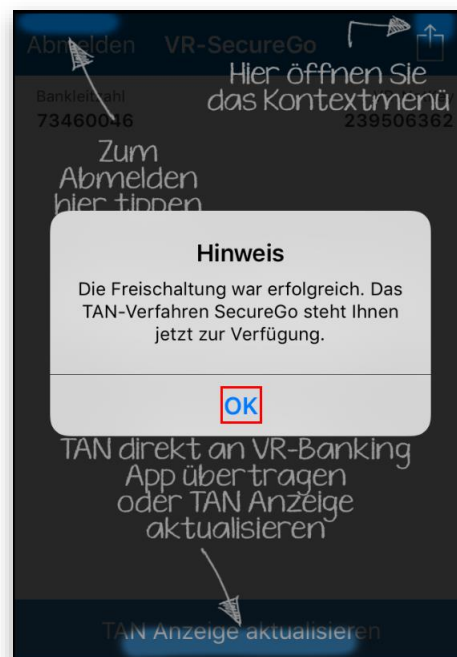 Abmelden VR-SecureGo
Hier öffnen Sie
das Kontextmenü
Bankleitzahl
73460046
239506362
Zum
Abmelden
hier tippen
Hinweis
Die Freischaltung war erfolgreich. Das
TAN-Verfahren SecureGo steht Ihnen
jetzt zur Verfügung.
OK
TAN direkt an VR-Banking
App übertragen
oder TAN Anzeige
aktualisieren
TAN Anzeige aktualisieren